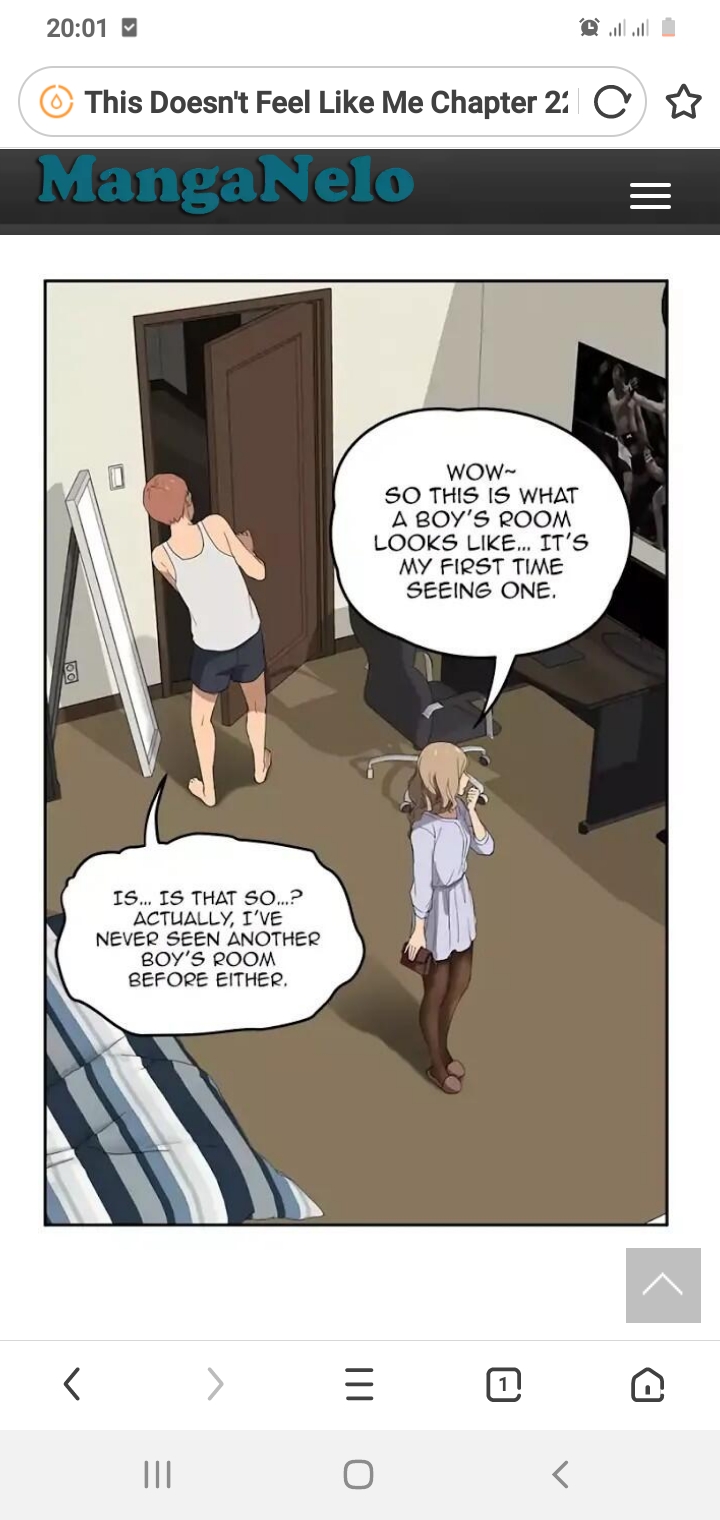 20:01
This Doesn't Feel Like Me Chapter 22
MangaNelo
WOW~
SO THIS IS WHAT
A BOY'S ROOM
LOOKS LIKE... IT'S
MY FIRST TIME
SEEING ONE.
IS... IS THAT SO...?
ACTUALLY, I'VE
NEVER SEEN ANOTHER
BOY'S ROOM
BEFORE EITHER.
1